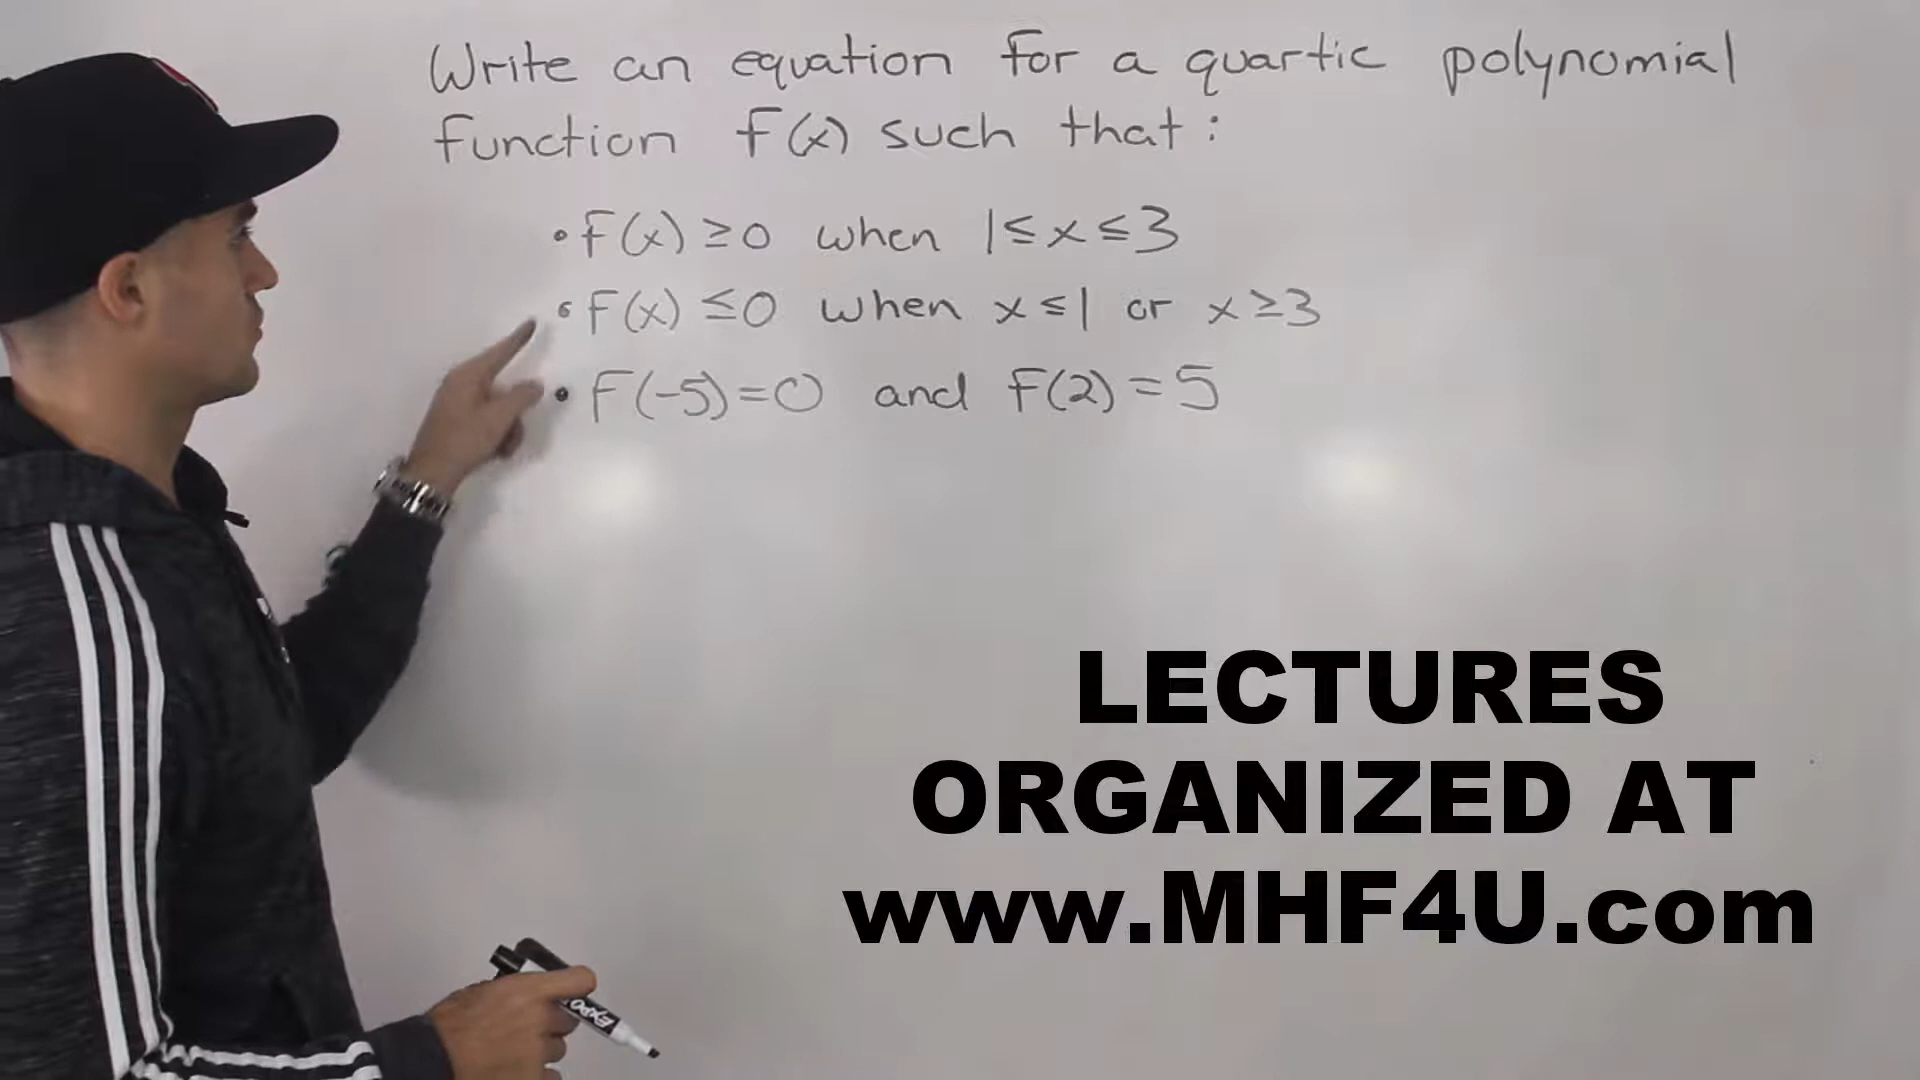 Write an equation for a quartic polynomial
function f(x) such that:
• f(x) ≥ 0 when 1 ≤ x ≤ 3
• f(x) ≤ 0 when x ≤ 1 or x ≥ 3
• f(-5) = 0 and f(2) = 5
LECTURES
ORGANIZED AT
www.MHF4U.com
EXPO